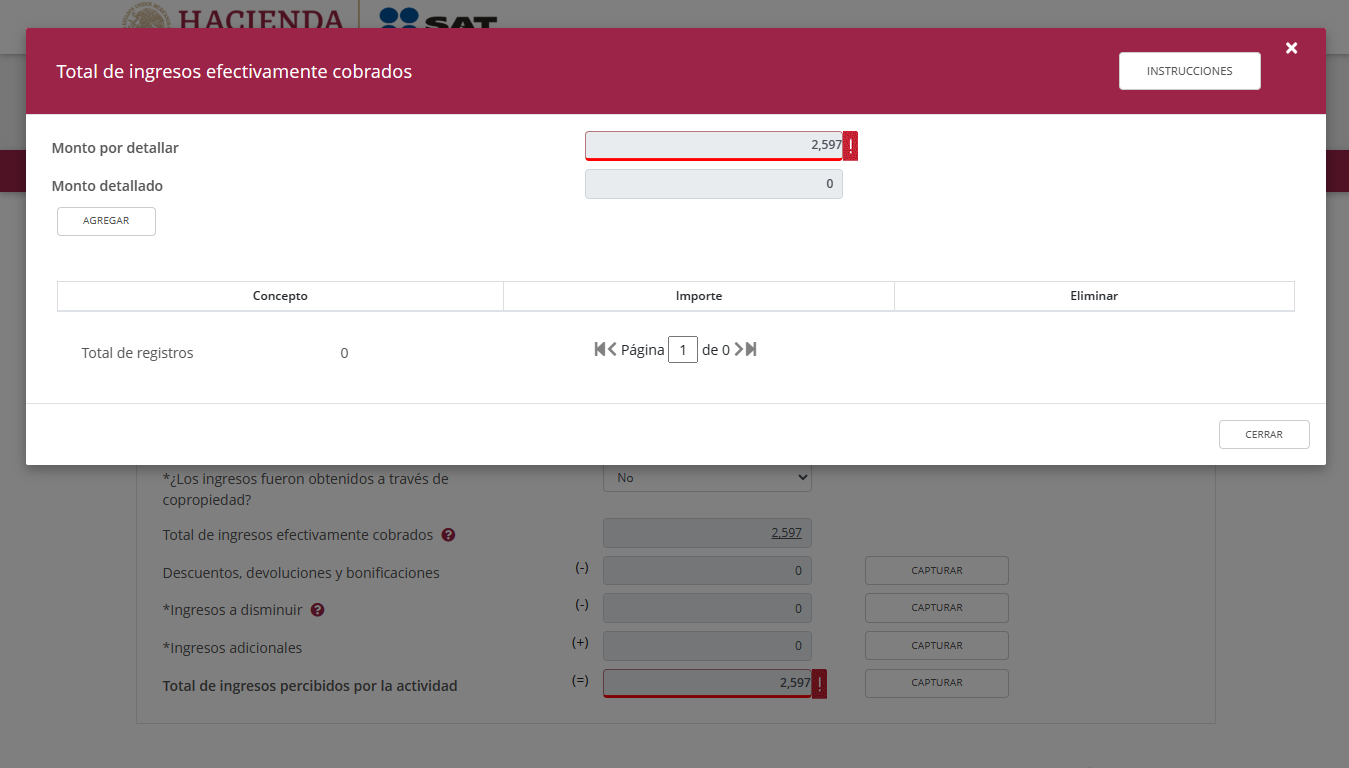 HACIENDA
SAT
Total de ingresos efectivamente cobrados
×
INSTRUCCIONES
Monto por detallar 2,597 !
Monto detallado 0
AGREGAR
Concepto Importe Eliminar
Total de registros 0 Página 1 de 0
CERRAR
*¿Los ingresos fueron obtenidos a través de
copropiedad? No
Total de ingresos efectivamente cobrados ? 2,597
Descuentos, devoluciones y bonificaciones (-) 0 CAPTURAR
*Ingresos a disminuir ? (-) 0 CAPTURAR
*Ingresos adicionales (+) 0 CAPTURAR
Total de ingresos percibidos por la actividad (=) 2,597 ! CAPTURAR